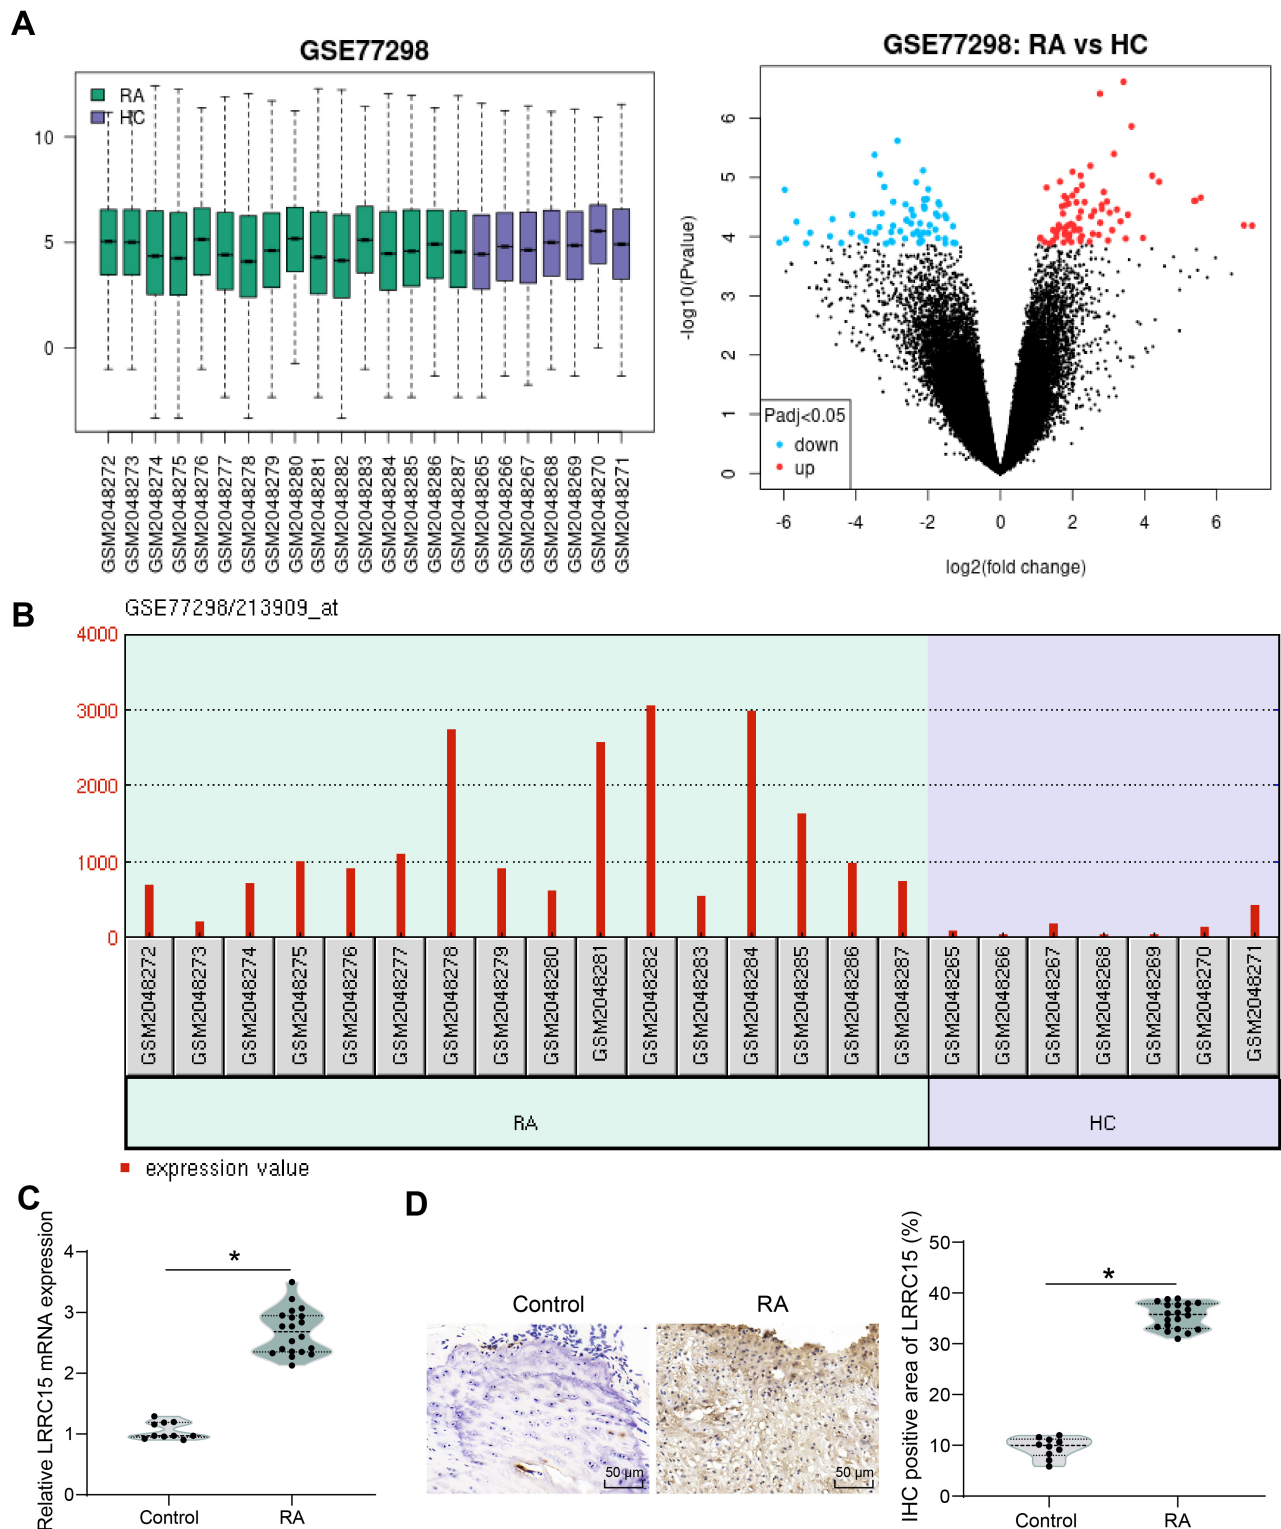 A
GSE77298
RA
HC
10
5
0
GSM2048272
GSM2048273
GSM2048274
GSM2048275
GSM2048276
GSM2048277
GSM2048278
GSM2048279
GSM2048280
GSM2048281
GSM2048282
GSM2048283
GSM2048284
GSM2048285
GSM2048286
GSM2048287
GSM2048265
GSM2048266
GSM2048267
GSM2048268
GSM2048269
GSM2048270
GSM2048271
GSE77298: RA vs HC
-log10(Pvalue)
6
5
4
3
2
1
0
Padj<0.05
down
up
-6 -4 -2 0 2 4 6
log2(fold change)
B
GSE77298/213909_at
4000
3000
2000
1000
0
GSM2048272
GSM2048273
GSM2048274
GSM2048275
GSM2048276
GSM2048277
GSM2048278
GSM2048279
GSM2048280
GSM2048281
GSM2048282
GSM2048283
GSM2048284
GSM2048285
GSM2048286
GSM2048287
GSM2048265
GSM2048266
GSM2048267
GSM2048268
GSM2048269
GSM2048270
GSM2048271
RA HC
expression value
C
Relative LRRC15 mRNA expression
4
3
2
1
0
*
Control RA
D
Control RA
50 μm 50 μm
IHC positive area of LRRC15 (%)
50
40
30
20
10
0
*
Control RA